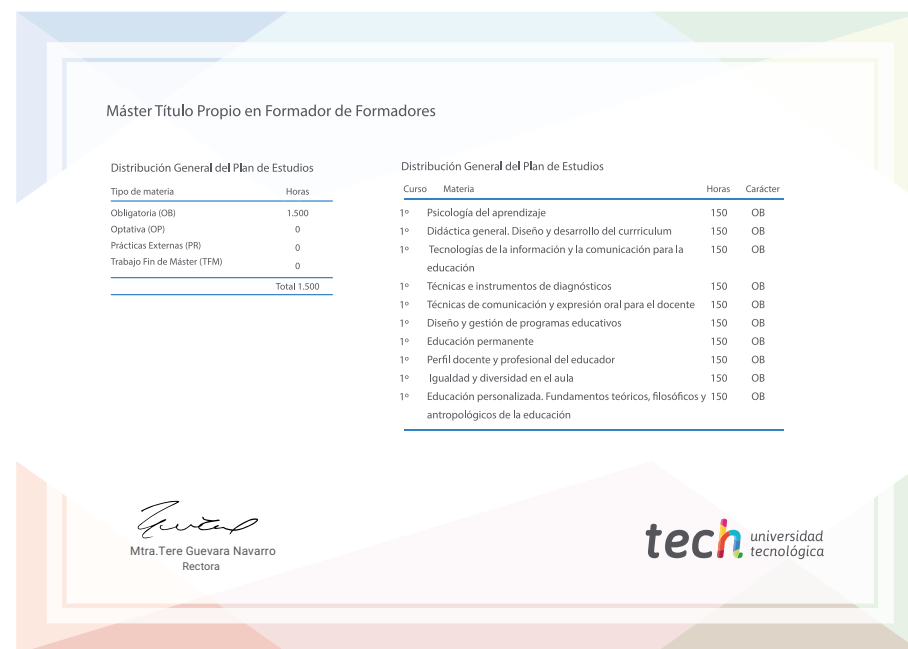 Máster Título Propio en Formador de Formadores
Distribución General del Plan de Estudios
Tipo de materia Horas
Obligatoria (OB) 1.500
Optativa (OP) 0
Prácticas Externas (PR) 0
Trabajo Fin de Máster (TFM) 0
Total 1.500
Distribución General del Plan de Estudios
Curso Materia Horas Carácter
1º Psicología del aprendizaje 150 OB
1º Didáctica general. Diseño y desarrollo del currriculum 150 OB
1º Tecnologías de la información y la comunicación para la 150 OB
educación
1º Técnicas e instrumentos de diagnósticos 150 OB
1º Técnicas de comunicación y expresión oral para el docente 150 OB
1º Diseño y gestión de programas educativos 150 OB
1º Educación permanente 150 OB
1º Perfil docente y profesional del educador 150 OB
1º Igualdad y diversidad en el aula 150 OB
1º Educación personalizada. Fundamentos teóricos, filosóficos y 150 OB
antropológicos de la educación
Mtra.Tere Guevara Navarro
Rectora
tech universidad
tecnológica